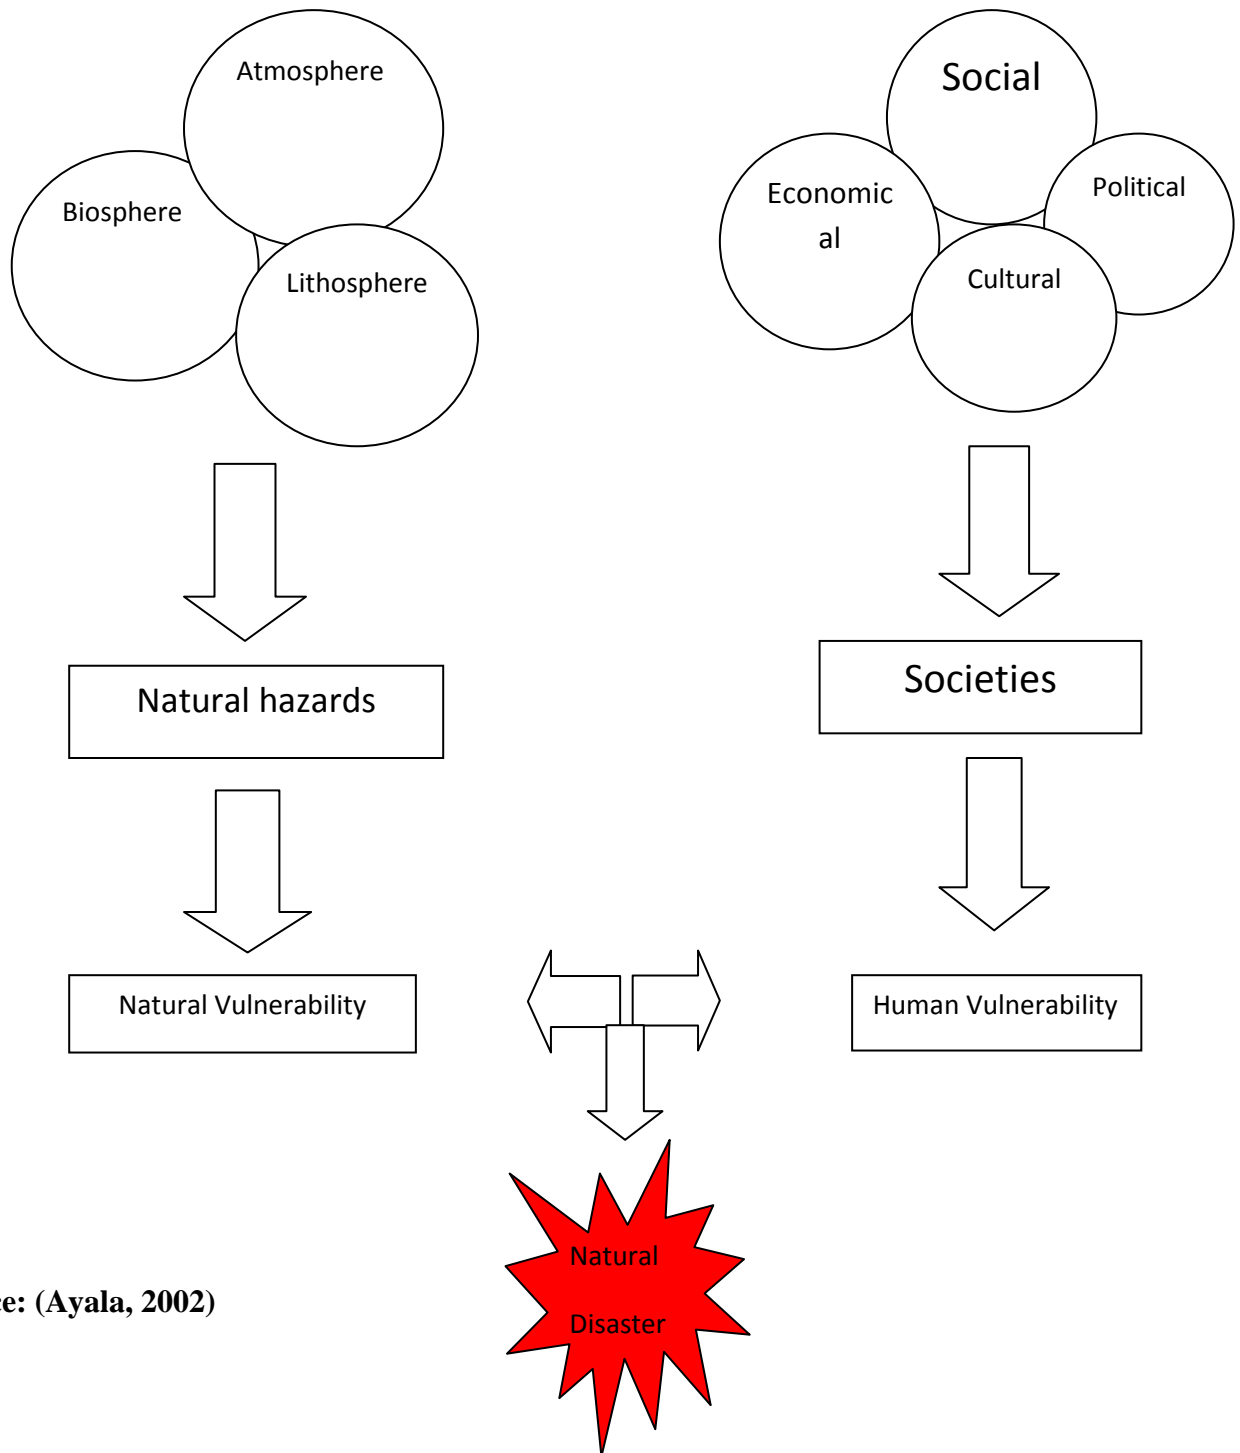 Atmosphere
Biosphere
Lithosphere
Social
Economic
al
Political
Cultural
Natural hazards
Societies
Natural Vulnerability
Human Vulnerability
Natural
Disaster
ce: (Ayala, 2002)